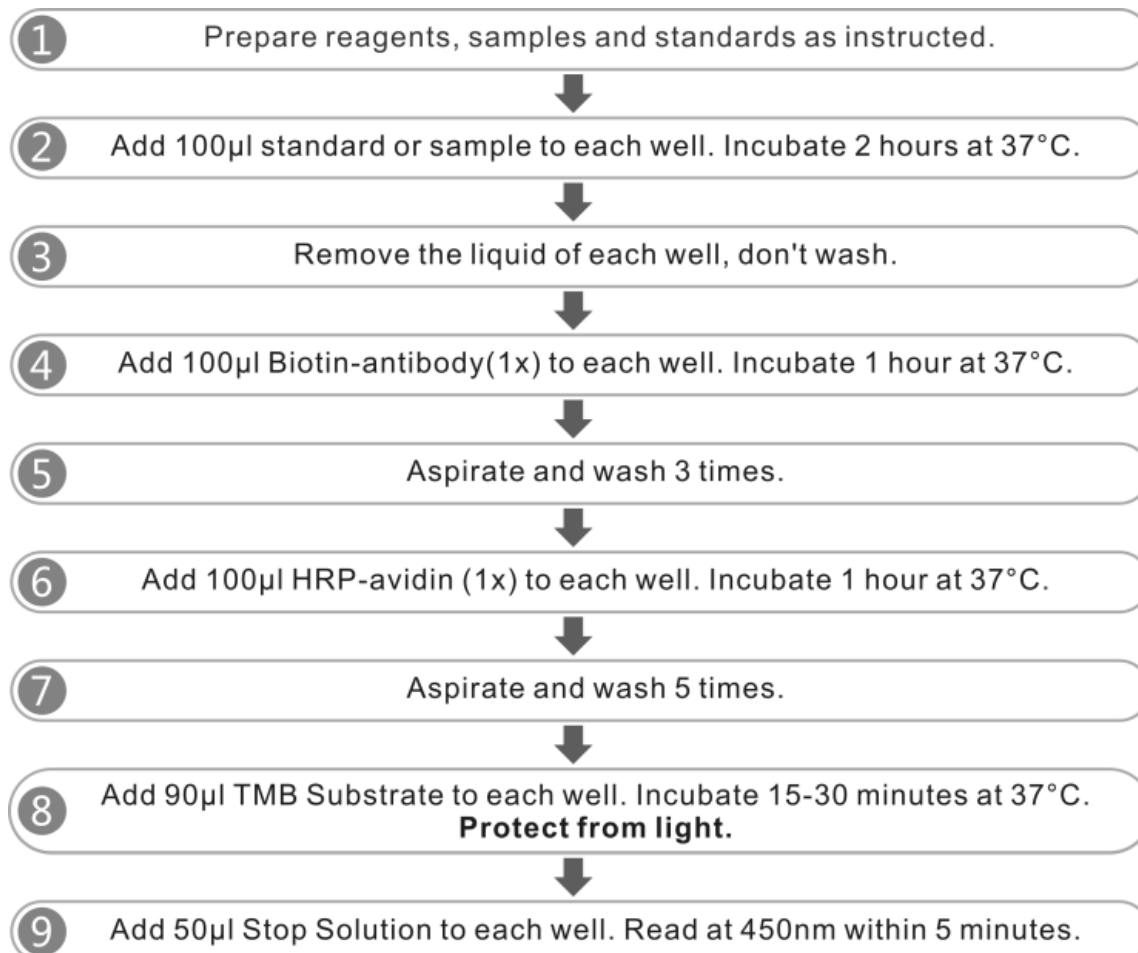 1 Prepare reagents, samples and standards as instructed.
2 Add 100µl standard or sample to each well. Incubate 2 hours at 37°C.
3 Remove the liquid of each well, don't wash.
4 Add 100µl Biotin-antibody(1x) to each well. Incubate 1 hour at 37°C.
5 Aspirate and wash 3 times.
6 Add 100µl HRP-avidin (1x) to each well. Incubate 1 hour at 37°C.
7 Aspirate and wash 5 times.
8 Add 90µl TMB Substrate to each well. Incubate 15-30 minutes at 37°C.
Protect from light.
9 Add 50µl Stop Solution to each well. Read at 450nm within 5 minutes.